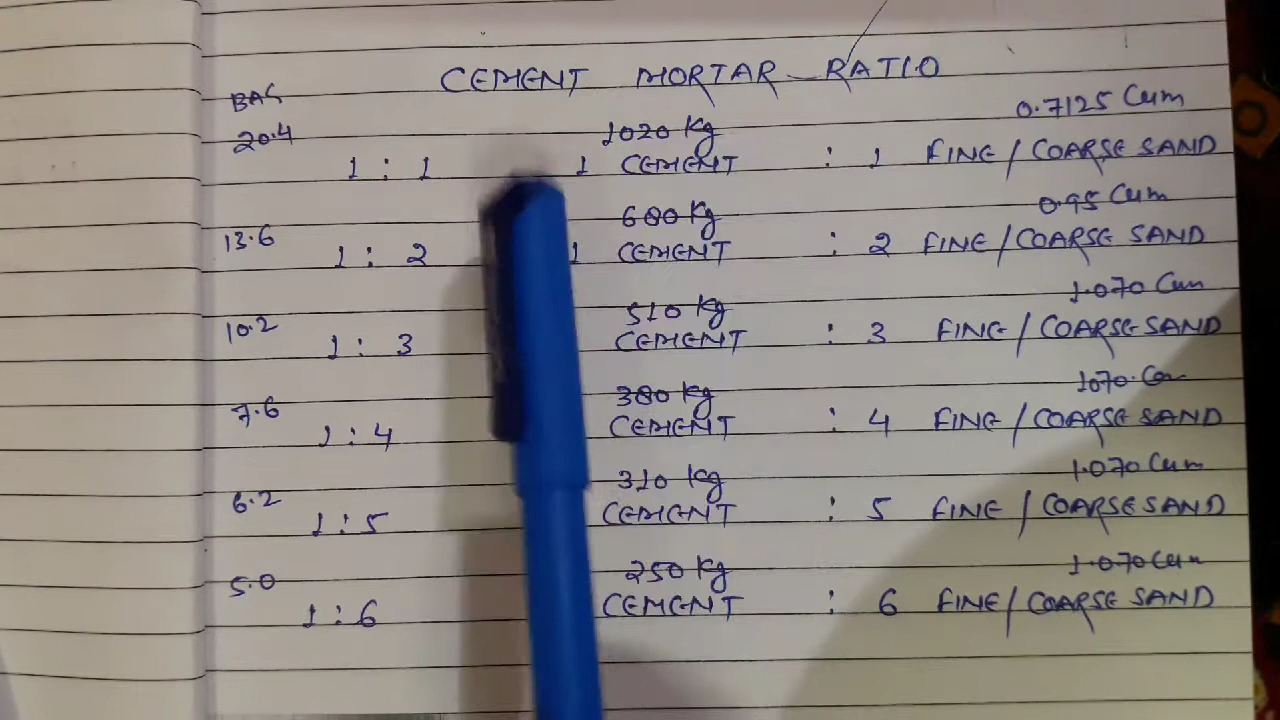 CEMENT MORTAR RATIO
BAG
20.4 1020 Kg 0.7125 Cum
1 : 1 1 CEMENT : 1 FINE / COARSE SAND
13.6 680 Kg 0.95 Cum
1 : 2 1 CEMENT : 2 FINE / COARSE SAND
10.2 510 Kg 1.070 Cum
1 : 3 CEMENT : 3 FINE / COARSE SAND
7.6 380 Kg 1070. Cum
1 : 4 CEMENT : 4 FINE / COARSE SAND
6.2 310 Kg 1.070 Cum
1 : 5 CEMENT : 5 FINE / COARSE SAND
5.0 250 Kg 1.070 Cum
1 : 6 CEMENT : 6 FINE / COARSE SAND